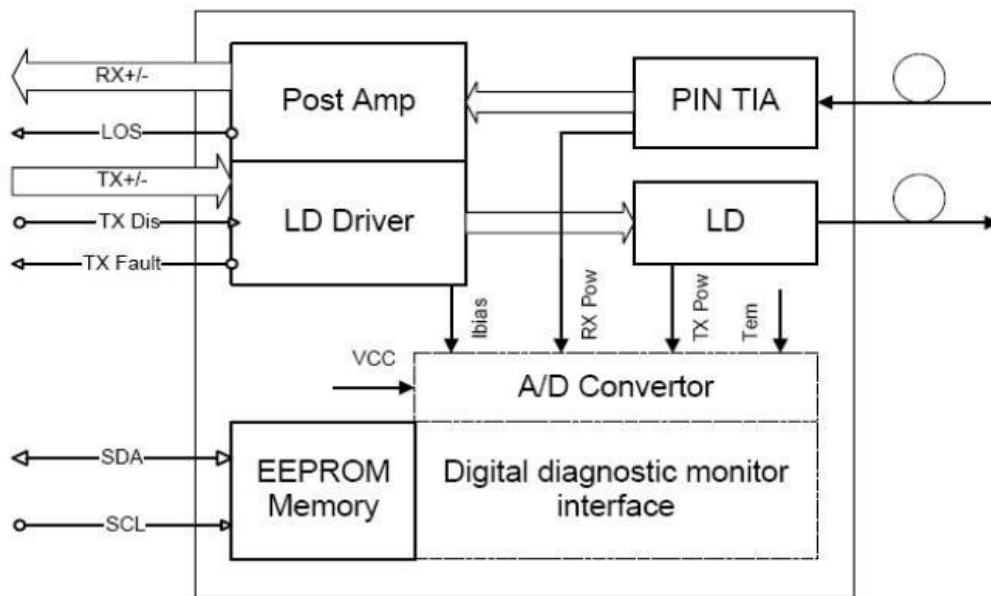 RX+/-
Post Amp
PIN TIA
LOS
TX+/-
TX Dis
LD Driver
LD
TX Fault
Ibias
RX Pow
TX Pow
Tem
VCC
A/D Convertor
SDA
EEPROM
Memory
Digital diagnostic monitor
interface
SCL